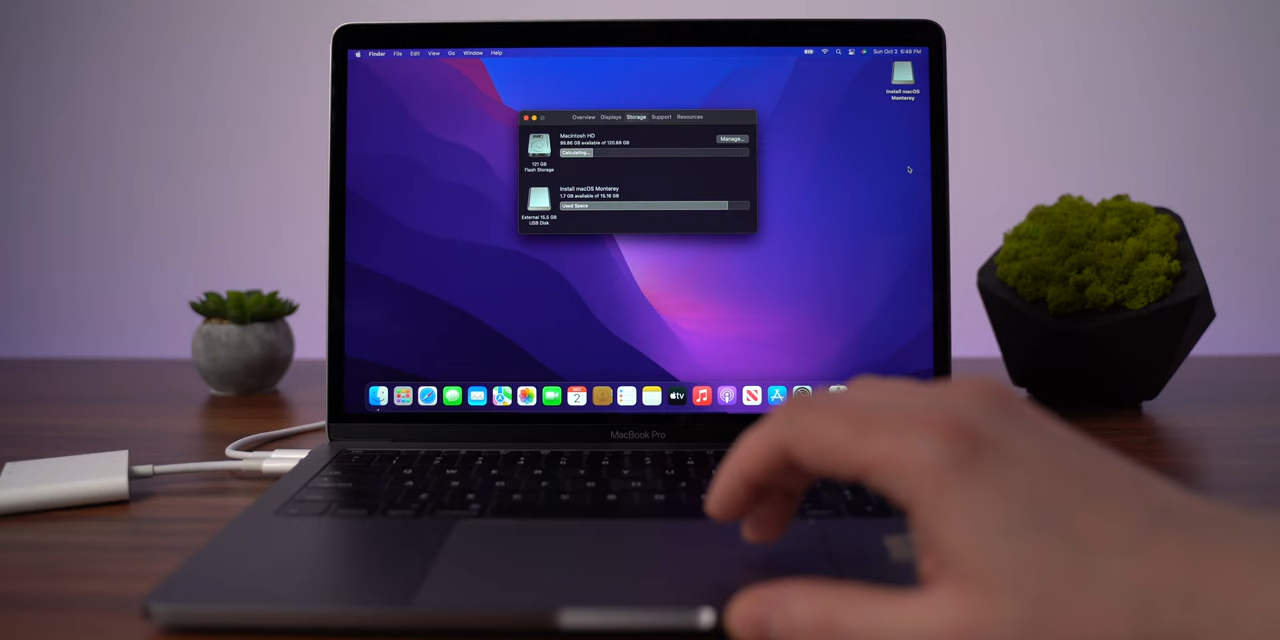 Finder File Edit View Go Window Help
Sun Oct 2 6:46 PM
Install macOS
Monterey
Overview Displays Storage Support Resources
Macintosh HD
99.86 GB available of 120.88 GB
Manage...
Calculating...
121 GB
Flash Storage
Install macOS Monterey
1.7 GB available of 15.16 GB
Used Space
External 15.5 GB
USB Disk
2
tv
MacBook Pro